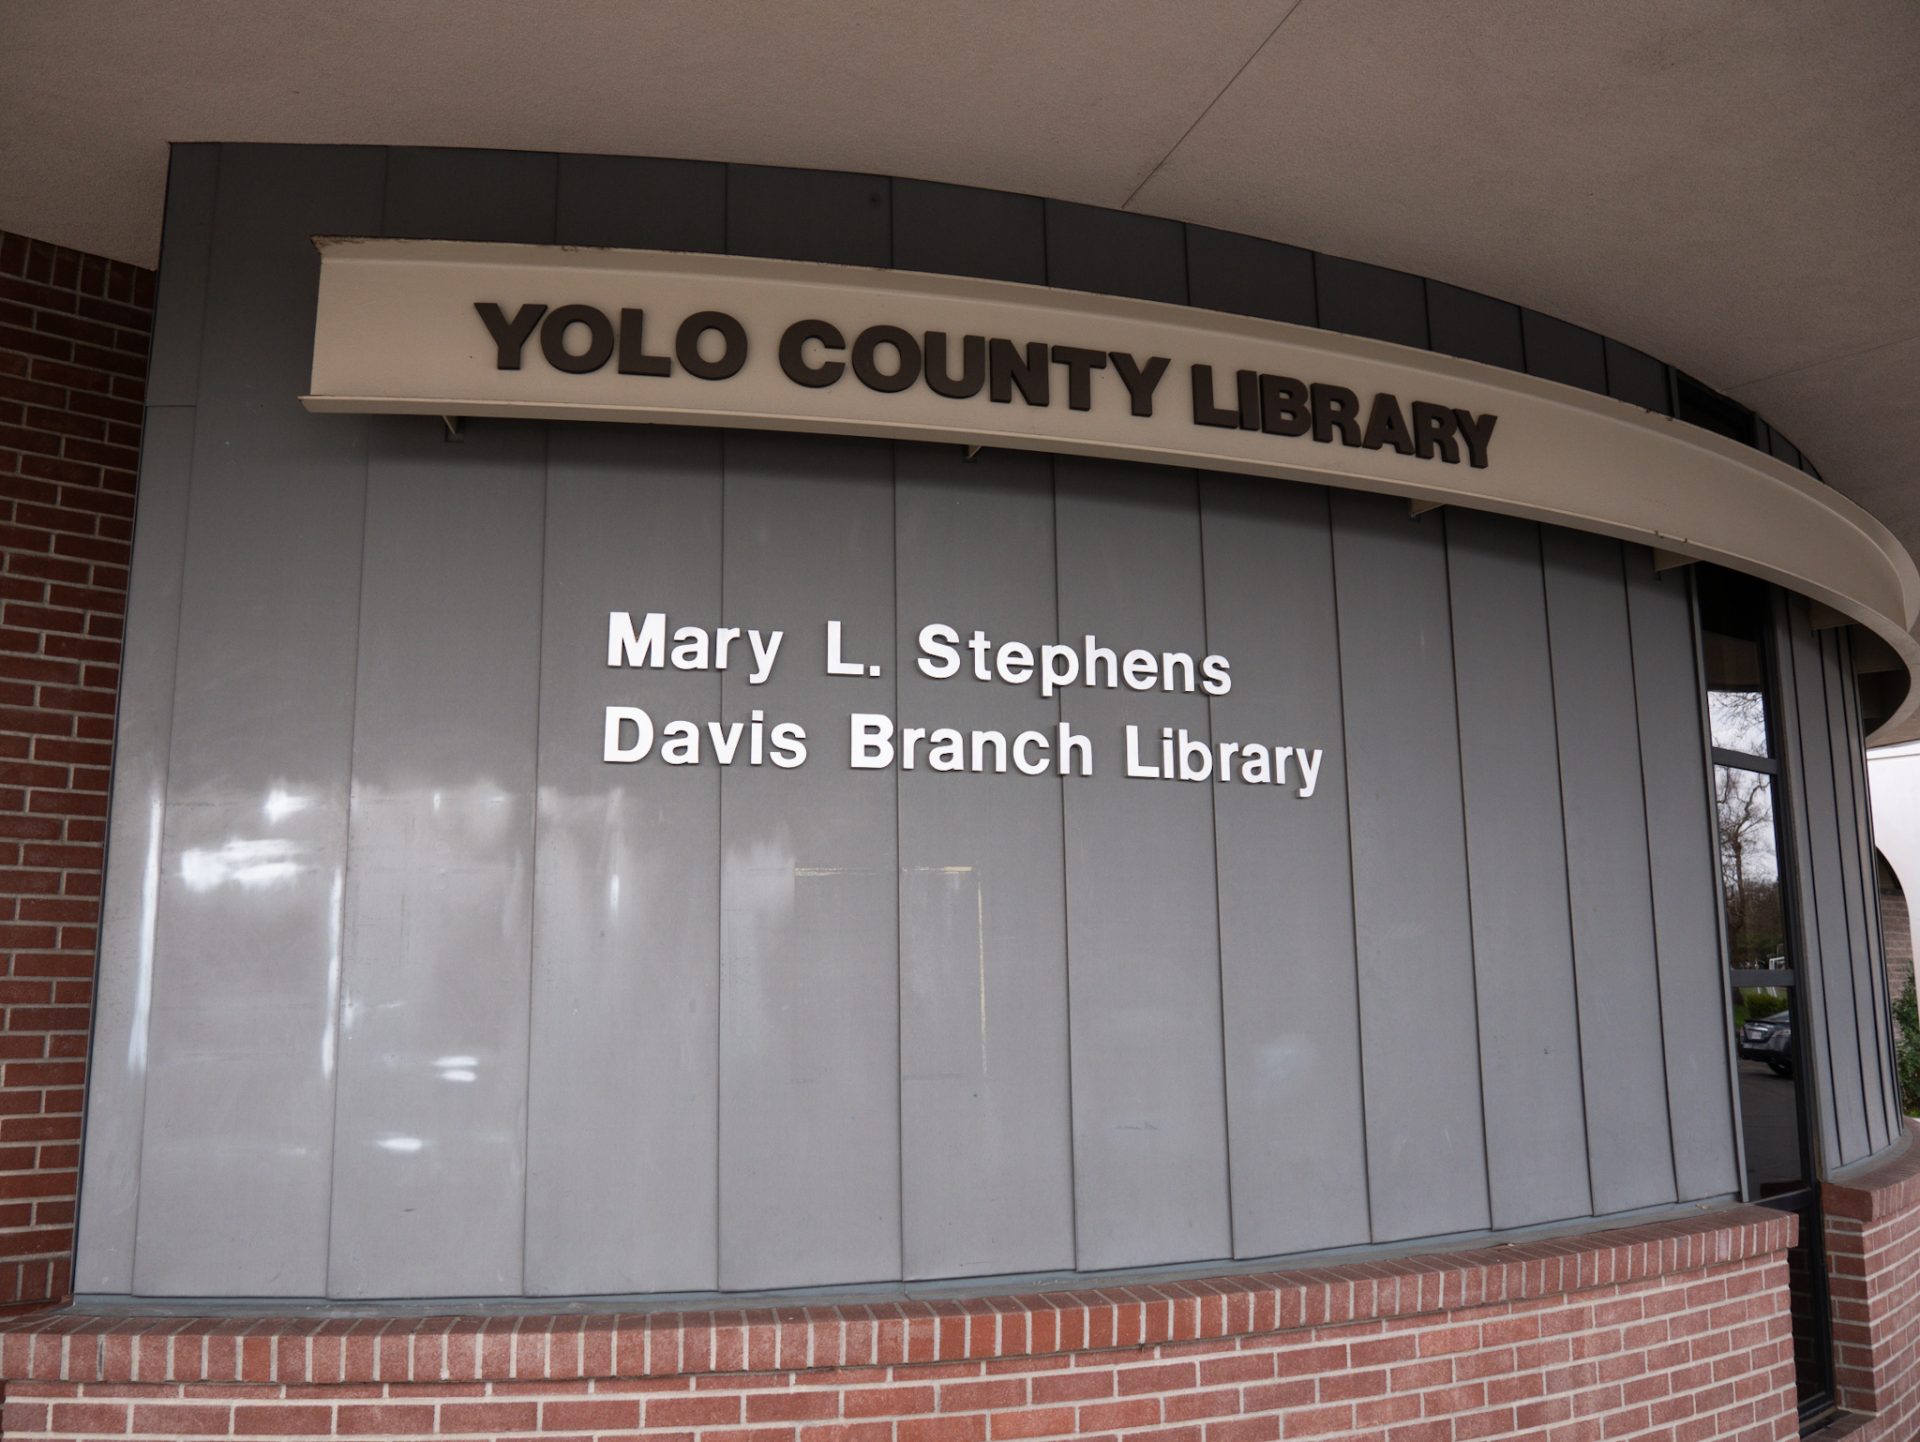 YOLO COUNTY LIBRARY
Mary L. Stephens
Davis Branch Library